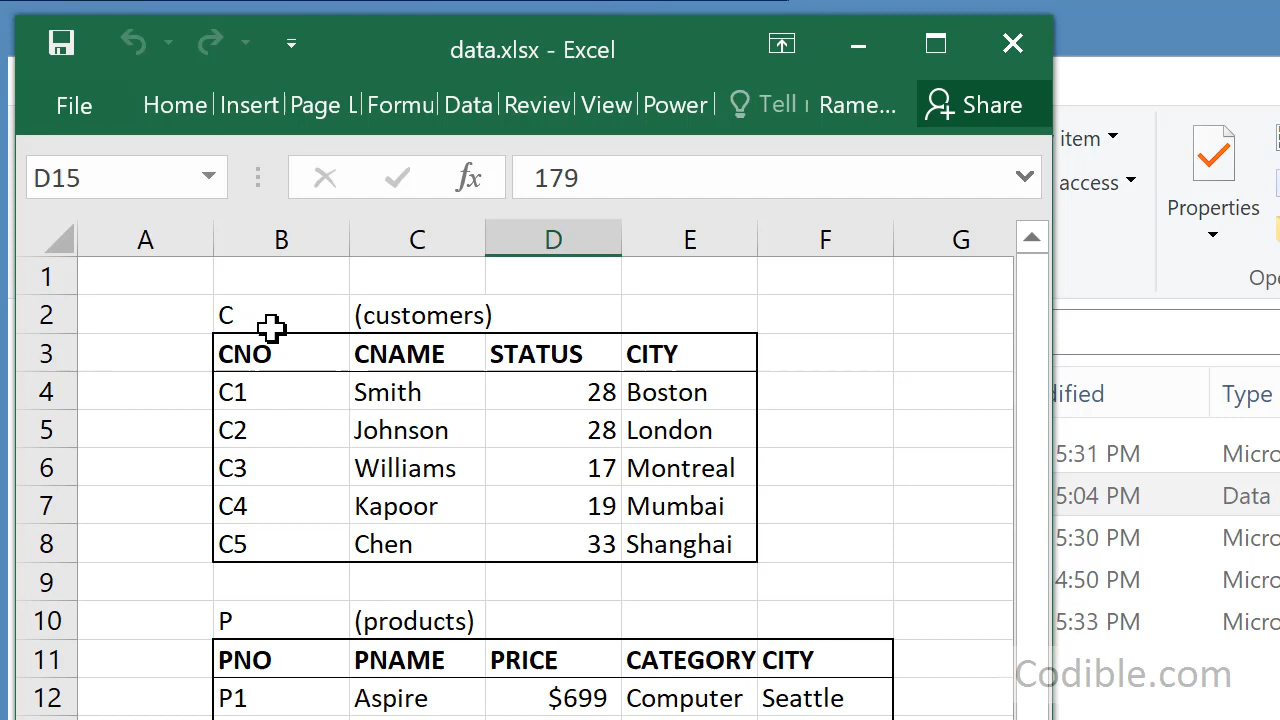 data.xlsx - Excel
File Home Insert Page L Formu Data Review View Power Tell Rame... Share
D15 fx 179
A B C D E F G
1
2 C (customers)
3 CNO CNAME STATUS CITY
4 C1 Smith 28 Boston
5 C2 Johnson 28 London
6 C3 Williams 17 Montreal
7 C4 Kapoor 19 Mumbai
8 C5 Chen 33 Shanghai
9
10 P (products)
11 PNO PNAME PRICE CATEGORY CITY
12 P1 Aspire $699 Computer Seattle
item
access
Properties
Ope
dified Type
5:31 PM Micro
5:04 PM Data
5:30 PM Micro
4:50 PM Micro
5:33 PM Micro
Codible.com